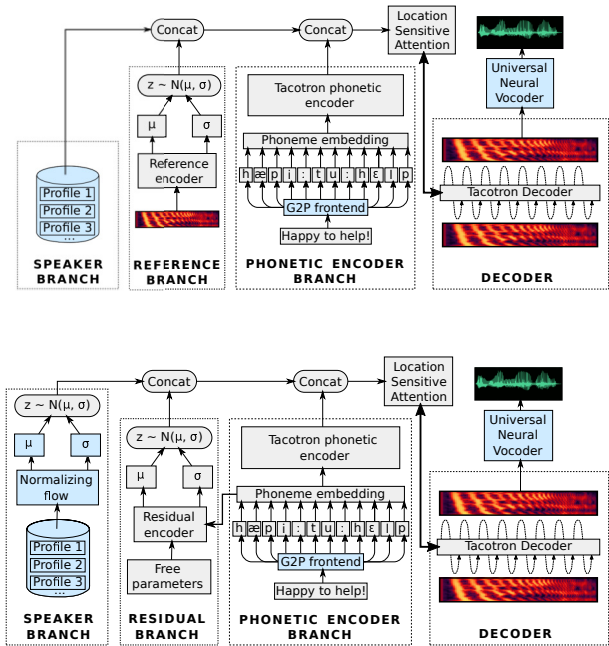 Concat
Concat
Location
Sensitive
Attention
z ~ N(μ, σ)
μ
σ
Reference
encoder
Tacotron phonetic
encoder
Phoneme embedding
h æ p i : t u : h ɛ l p
G2P frontend
Happy to help!
Universal
Neural
Vocoder
Tacotron Decoder
Profile 1
Profile 2
Profile 3
...
SPEAKER
BRANCH
REFERENCE
BRANCH
PHONETIC ENCODER
BRANCH
DECODER
z ~ N(μ, σ)
Concat
Concat
Location
Sensitive
Attention
μ
σ
Normalizing
flow
Profile 1
Profile 2
Profile 3
...
z ~ N(μ, σ)
μ
σ
Residual
encoder
Free
parameters
Tacotron phonetic
encoder
Phoneme embedding
h æ p i : t u : h ɛ l p
G2P frontend
Happy to help!
Universal
Neural
Vocoder
Tacotron Decoder
SPEAKER
BRANCH
RESIDUAL
BRANCH
PHONETIC ENCODER
BRANCH
DECODER